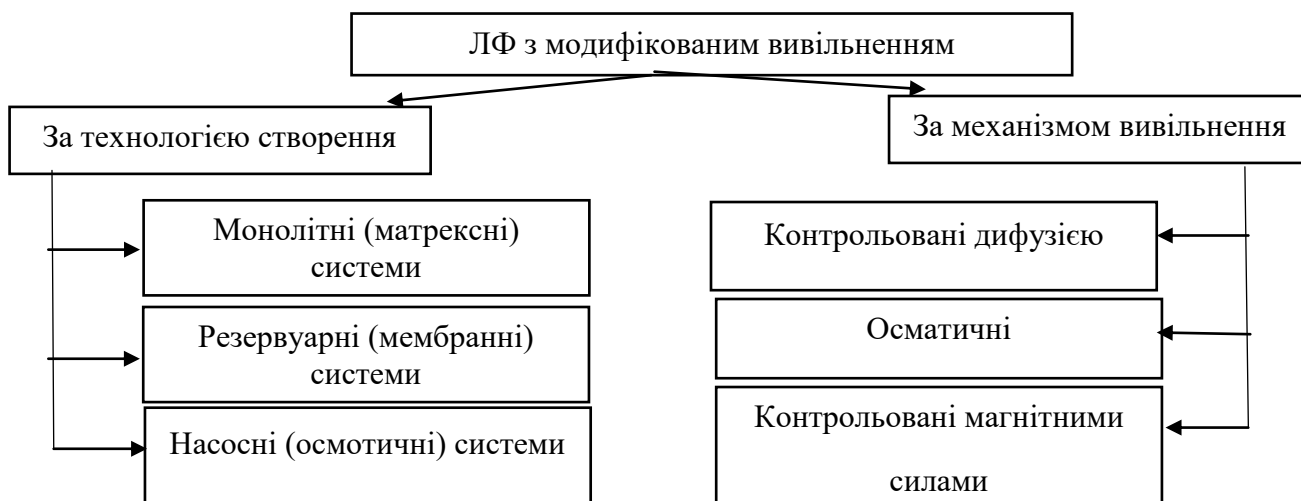 ЛФ з модифікованим вивільненням
За технологією створення
За механізмом вивільнення
Монолітні (матрексні)
системи
Контрольовані дифузією
Резервуарні (мембранні)
системи
Осматичні
Насосні (осмотичні) системи
Контрольовані магнітними
силами